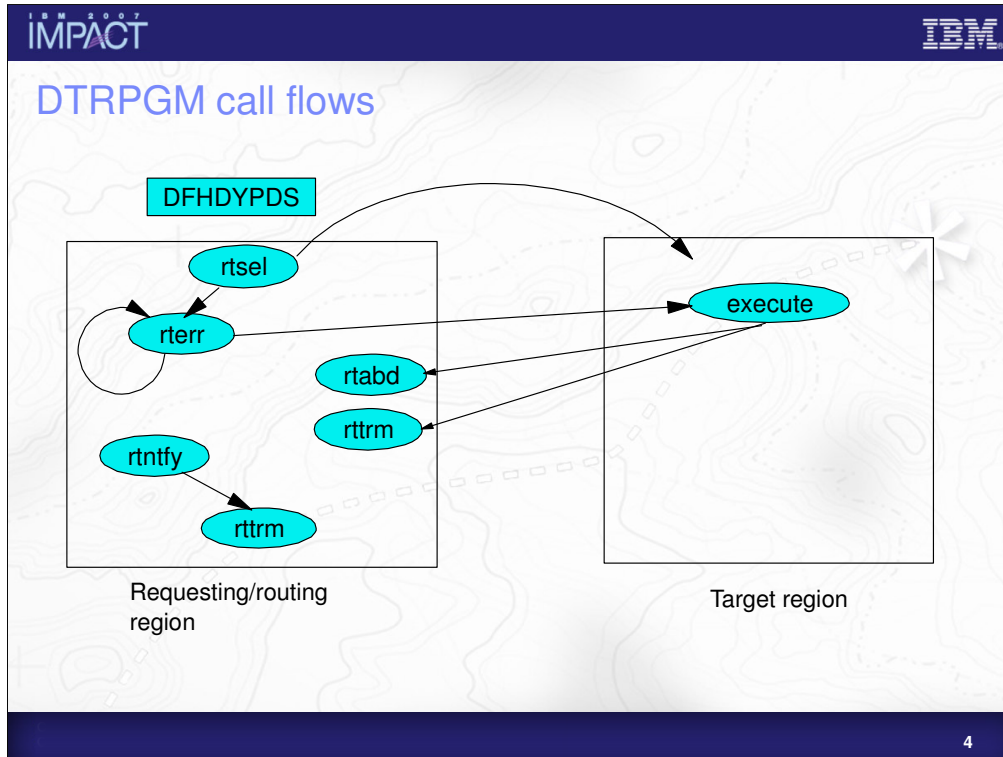 IBM 2007
IMPACT
IBM
DTRPGM call flows
DFHDYPDS
rtsel
execute
rterr
rtabd
rttrm
rtntfy
rttrm
Requesting/routing
region
Target region
4